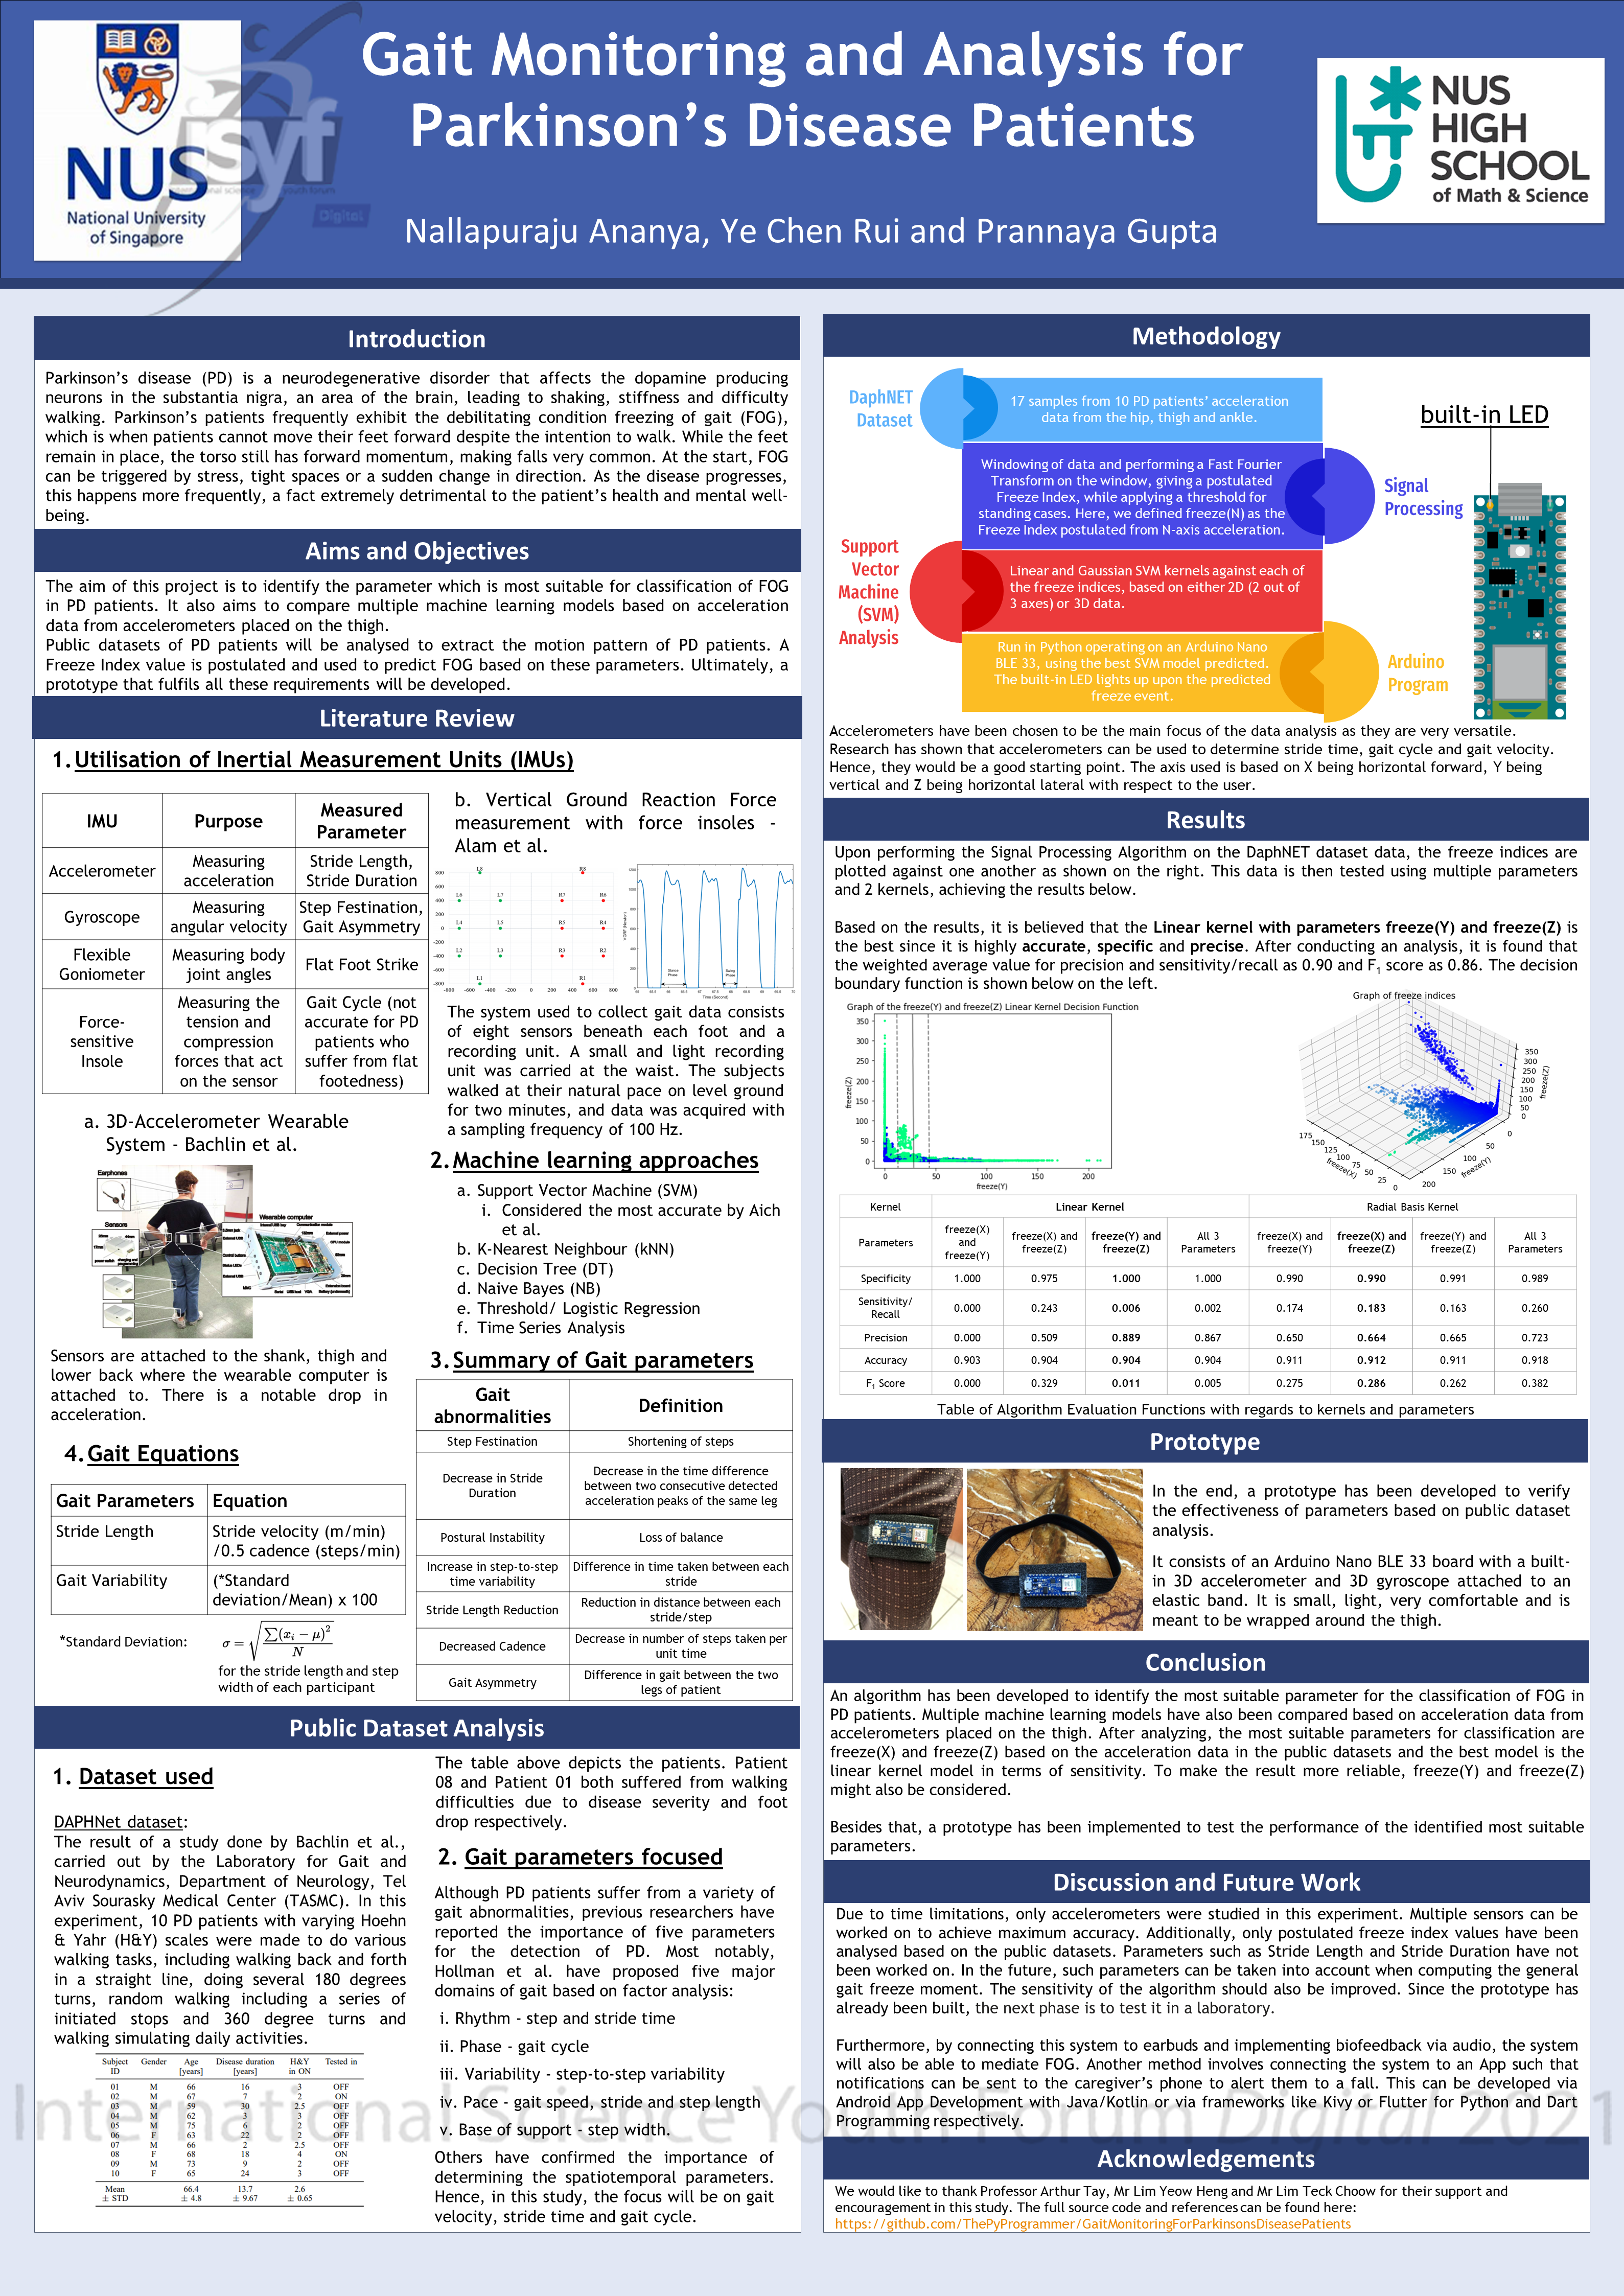 NUS
National University
of Singapore
isyf
Digital
Gait Monitoring and Analysis for
Parkinson’s Disease Patients
Nallapuraju Ananya, Ye Chen Rui and Prannaya Gupta
NUS
HIGH
SCHOOL
of Math & Science
Introduction
Parkinson’s disease (PD) is a neurodegenerative disorder that affects the dopamine producing
neurons in the substantia nigra, an area of the brain, leading to shaking, stiffness and difficulty
walking. Parkinson’s patients frequently exhibit the debilitating condition freezing of gait (FOG),
which is when patients cannot move their feet forward despite the intention to walk. While the feet
remain in place, the torso still has forward momentum, making falls very common. At the start, FOG
can be triggered by stress, tight spaces or a sudden change in direction. As the disease progresses,
this happens more frequently, a fact extremely detrimental to the patient’s health and mental well-
being.
Aims and Objectives
The aim of this project is to identify the parameter which is most suitable for classification of FOG
in PD patients. It also aims to compare multiple machine learning models based on acceleration
data from accelerometers placed on the thigh.
Public datasets of PD patients will be analysed to extract the motion pattern of PD patients. A
Freeze Index value is postulated and used to predict FOG based on these parameters. Ultimately, a
prototype that fulfils all these requirements will be developed.
Literature Review
1. Utilisation of Inertial Measurement Units (IMUs)
IMU Purpose Measured Parameter
Accelerometer Measuring acceleration Stride Length, Stride Duration
Gyroscope Measuring angular velocity Step Festination, Gait Asymmetry
Flexible Goniometer Measuring body joint angles Flat Foot Strike
Force-sensitive Insole Measuring the tension and compression forces that act on the sensor Gait Cycle (not accurate for PD patients who suffer from flat footedness)
a. 3D-Accelerometer Wearable
System - Bachlin et al.
Earphones
Sensors
Wearable computer
Sensors are attached to the shank, thigh and
lower back where the wearable computer is
attached to. There is a notable drop in
acceleration.
b. Vertical Ground Reaction Force
measurement with force insoles -
Alam et al.
800 L8 R8
600
400 L6 L7 R7 R6
200
0 L4 L5 R5 R4
-200
-400 L2 L3 R3 R2
-600
-800 L1 R1
-800 -600 -400 -200 0 200 400 600 800
Stance Phase
Swing Phase
Time (Second)
The system used to collect gait data consists
of eight sensors beneath each foot and a
recording unit. A small and light recording
unit was carried at the waist. The subjects
walked at their natural pace on level ground
for two minutes, and data was acquired with
a sampling frequency of 100 Hz.
2. Machine learning approaches
a. Support Vector Machine (SVM)
i. Considered the most accurate by Aich
et al.
b. K-Nearest Neighbour (kNN)
c. Decision Tree (DT)
d. Naive Bayes (NB)
e. Threshold/ Logistic Regression
f. Time Series Analysis
3. Summary of Gait parameters
Gait abnormalities Definition
Step Festination Shortening of steps
Decrease in Stride Duration Decrease in the time difference between two consecutive detected acceleration peaks of the same leg
Postural Instability Loss of balance
Increase in step-to-step time variability Difference in time taken between each stride
Stride Length Reduction Reduction in distance between each stride/step
Decreased Cadence Decrease in number of steps taken per unit time
Gait Asymmetry Difference in gait between the two legs of patient
4. Gait Equations
Gait Parameters Equation
Stride Length Stride velocity (m/min) /0.5 cadence (steps/min)
Gait Variability (*Standard deviation/Mean) x 100
*Standard Deviation: σ = √(∑(xᵢ − μ)² / N)
for the stride length and step
width of each participant
Public Dataset Analysis
1. Dataset used
DAPHNet dataset:
The result of a study done by Bachlin et al.,
carried out by the Laboratory for Gait and
Neurodynamics, Department of Neurology, Tel
Aviv Sourasky Medical Center (TASMC). In this
experiment, 10 PD patients with varying Hoehn
& Yahr (H&Y) scales were made to do various
walking tasks, including walking back and forth
in a straight line, doing several 180 degrees
turns, random walking including a series of
initiated stops and 360 degree turns and
walking simulating daily activities.
Subject ID Gender Age [years] Disease duration [years] H&Y in ON Tested in
01 M 66 16 3 OFF
02 M 67 7 2 ON
03 M 59 30 2.5 OFF
04 M 62 3 3 OFF
05 M 75 6 2 OFF
06 F 63 22 2 OFF
07 M 66 2 2.5 OFF
08 F 68 18 4 ON
09 M 73 9 2 OFF
10 F 65 24 3 OFF
Mean 66.4 13.7 2.6
± STD ± 4.8 ± 9.67 ± 0.65
The table above depicts the patients. Patient
08 and Patient 01 both suffered from walking
difficulties due to disease severity and foot
drop respectively.
2. Gait parameters focused
Although PD patients suffer from a variety of
gait abnormalities, previous researchers have
reported the importance of five parameters
for the detection of PD. Most notably,
Hollman et al. have proposed five major
domains of gait based on factor analysis:
i. Rhythm - step and stride time
ii. Phase - gait cycle
iii. Variability - step-to-step variability
iv. Pace - gait speed, stride and step length
v. Base of support - step width.
Others have confirmed the importance of
determining the spatiotemporal parameters.
Hence, in this study, the focus will be on gait
velocity, stride time and gait cycle.
Methodology
DaphNET
Dataset
17 samples from 10 PD patients’ acceleration
data from the hip, thigh and ankle.
Windowing of data and performing a Fast Fourier
Transform on the window, giving a postulated
Freeze Index, while applying a threshold for
standing cases. Here, we defined freeze(N) as the
Freeze Index postulated from N-axis acceleration.
Signal
Processing
Support
Vector
Machine
(SVM)
Analysis
Linear and Gaussian SVM kernels against each of
the freeze indices, based on either 2D (2 out of
3 axes) or 3D data.
Run in Python operating on an Arduino Nano
BLE 33, using the best SVM model predicted.
The built-in LED lights up upon the predicted
freeze event.
Arduino
Program
built-in LED
Accelerometers have been chosen to be the main focus of the data analysis as they are very versatile.
Research has shown that accelerometers can be used to determine stride time, gait cycle and gait velocity.
Hence, they would be a good starting point. The axis used is based on X being horizontal forward, Y being
vertical and Z being horizontal lateral with respect to the user.
Results
Upon performing the Signal Processing Algorithm on the DaphNET dataset data, the freeze indices are
plotted against one another as shown on the right. This data is then tested using multiple parameters
and 2 kernels, achieving the results below.
Based on the results, it is believed that the Linear kernel with parameters freeze(Y) and freeze(Z) is
the best since it is highly accurate, specific and precise. After conducting an analysis, it is found that
the weighted average value for precision and sensitivity/recall as 0.90 and F₁ score as 0.86. The decision
boundary function is shown below on the left.
Graph of the freeze(Y) and freeze(Z) Linear Kernel Decision Function
350
300
250
200
150
100
50
0
freeze(Z)
0 50 100 150 200
freeze(Y)
Graph of freeze indices
350
300
250
200
150
100
50
0
freeze(Z)
175 150 125 100 75 50 25 0
freeze(X)
200 150 100 50 0
freeze(Y)
Kernel Linear Kernel Radial Basis Kernel
Parameters freeze(X) and freeze(Y) freeze(X) and freeze(Z) freeze(Y) and freeze(Z) All 3 Parameters freeze(X) and freeze(Y) freeze(X) and freeze(Z) freeze(Y) and freeze(Z) All 3 Parameters
Specificity 1.000 0.975 1.000 1.000 0.990 0.990 0.991 0.989
Sensitivity/ Recall 0.000 0.243 0.006 0.002 0.174 0.183 0.163 0.260
Precision 0.000 0.509 0.889 0.867 0.650 0.664 0.665 0.723
Accuracy 0.903 0.904 0.904 0.904 0.911 0.912 0.911 0.918
F₁ Score 0.000 0.329 0.011 0.005 0.275 0.286 0.262 0.382
Table of Algorithm Evaluation Functions with regards to kernels and parameters
Prototype
In the end, a prototype has been developed to verify
the effectiveness of parameters based on public dataset
analysis.
It consists of an Arduino Nano BLE 33 board with a built-
in 3D accelerometer and 3D gyroscope attached to an
elastic band. It is small, light, very comfortable and is
meant to be wrapped around the thigh.
Conclusion
An algorithm has been developed to identify the most suitable parameter for the classification of FOG in
PD patients. Multiple machine learning models have also been compared based on acceleration data from
accelerometers placed on the thigh. After analyzing, the most suitable parameters for classification are
freeze(X) and freeze(Z) based on the acceleration data in the public datasets and the best model is the
linear kernel model in terms of sensitivity. To make the result more reliable, freeze(Y) and freeze(Z)
might also be considered.
Besides that, a prototype has been implemented to test the performance of the identified most suitable
parameters.
Discussion and Future Work
Due to time limitations, only accelerometers were studied in this experiment. Multiple sensors can be
worked on to achieve maximum accuracy. Additionally, only postulated freeze index values have been
analysed based on the public datasets. Parameters such as Stride Length and Stride Duration have not
been worked on. In the future, such parameters can be taken into account when computing the general
gait freeze moment. The sensitivity of the algorithm should also be improved. Since the prototype has
already been built, the next phase is to test it in a laboratory.
Furthermore, by connecting this system to earbuds and implementing biofeedback via audio, the system
will also be able to mediate FOG. Another method involves connecting the system to an App such that
notifications can be sent to the caregiver’s phone to alert them to a fall. This can be developed via
Android App Development with Java/Kotlin or via frameworks like Kivy or Flutter for Python and Dart
Programming respectively.
Acknowledgements
We would like to thank Professor Arthur Tay, Mr Lim Yeow Heng and Mr Lim Teck Choow for their support and
encouragement in this study. The full source code and references can be found here:
https://github.com/ThePyProgrammer/GaitMonitoringForParkinsonsDiseasePatients
International Science Youth Forum Digital 2021